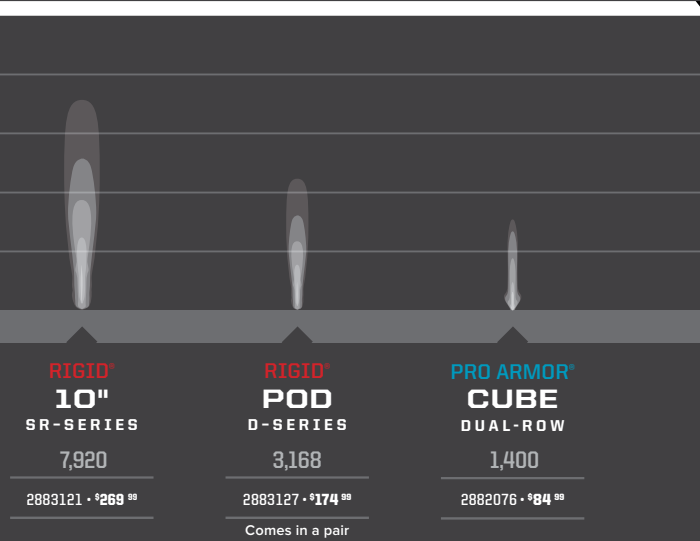 RIGID®
10"
SR-SERIES
7,920
2883121 • $269 99
RIGID®
POD
D-SERIES
3,168
2883127 • $174 99
Comes in a pair
PRO ARMOR®
CUBE
DUAL-ROW
1,400
2882076 • $84 99